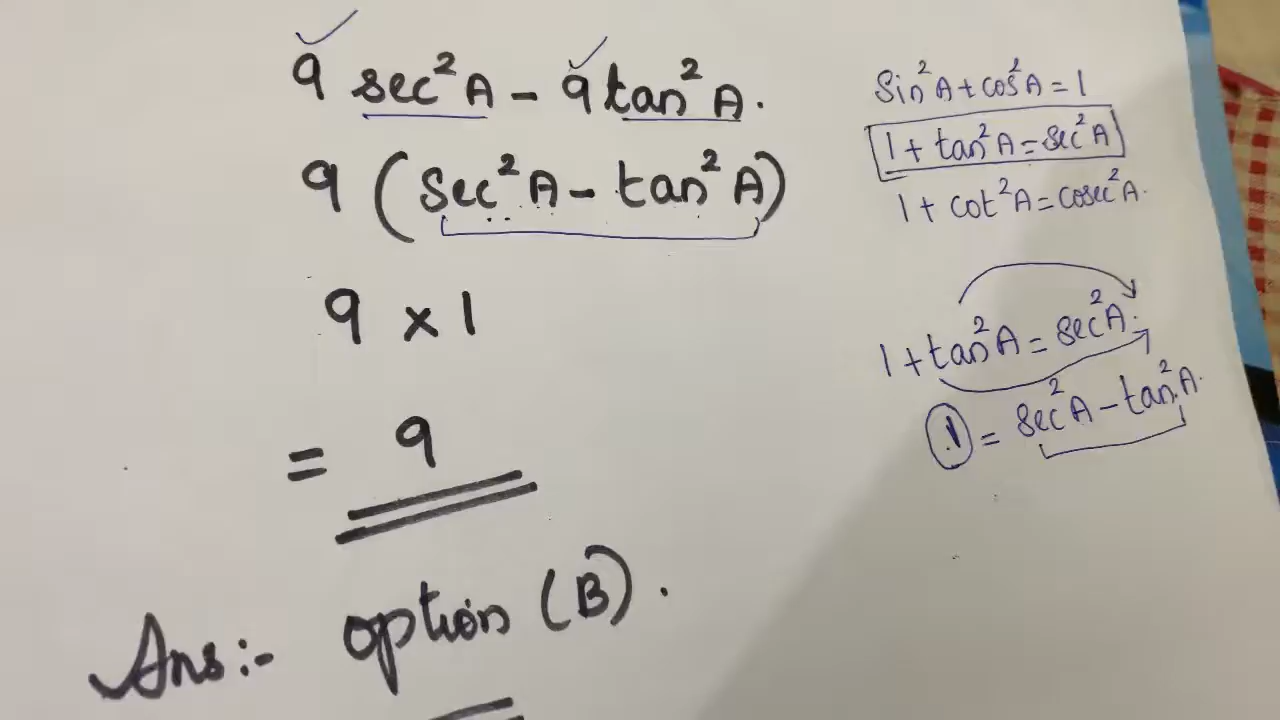 9 sec²A - 9 tan²A.
9 (sec²A - tan²A)
9 x 1
= 9
Ans:- option (B).
Sin²A + cos²A = 1
1 + tan²A = sec²A
1 + cot²A = cosec²A.
1 + tan²A = sec²A.
1 = sec²A - tan²A.